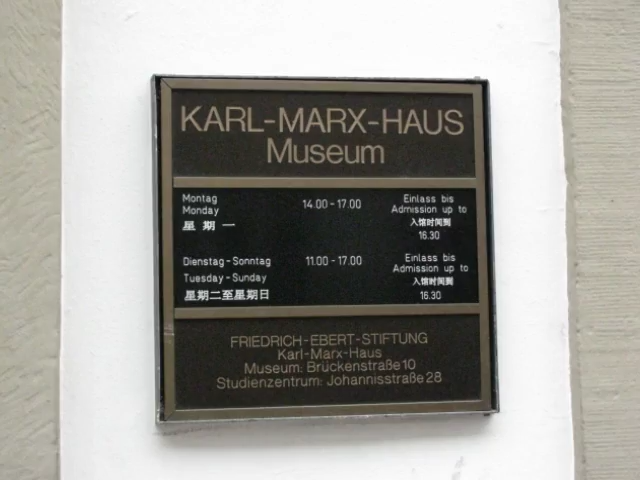 KARL-MARX-HAUS
Museum
Montag 14.00-17.00 Einlass bis
Monday Admission up to
星期一 入馆时间到
16.30
Dienstag-Sonntag 11.00-17.00 Einlass bis
Tuesday-Sunday Admission up to
星期二至星期日 入馆时间到
16.30
FRIEDRICH-EBERT-STIFTUNG
Karl-Marx-Haus
Museum: Brückenstraße 10
Studienzentrum: Johannisstraße 28